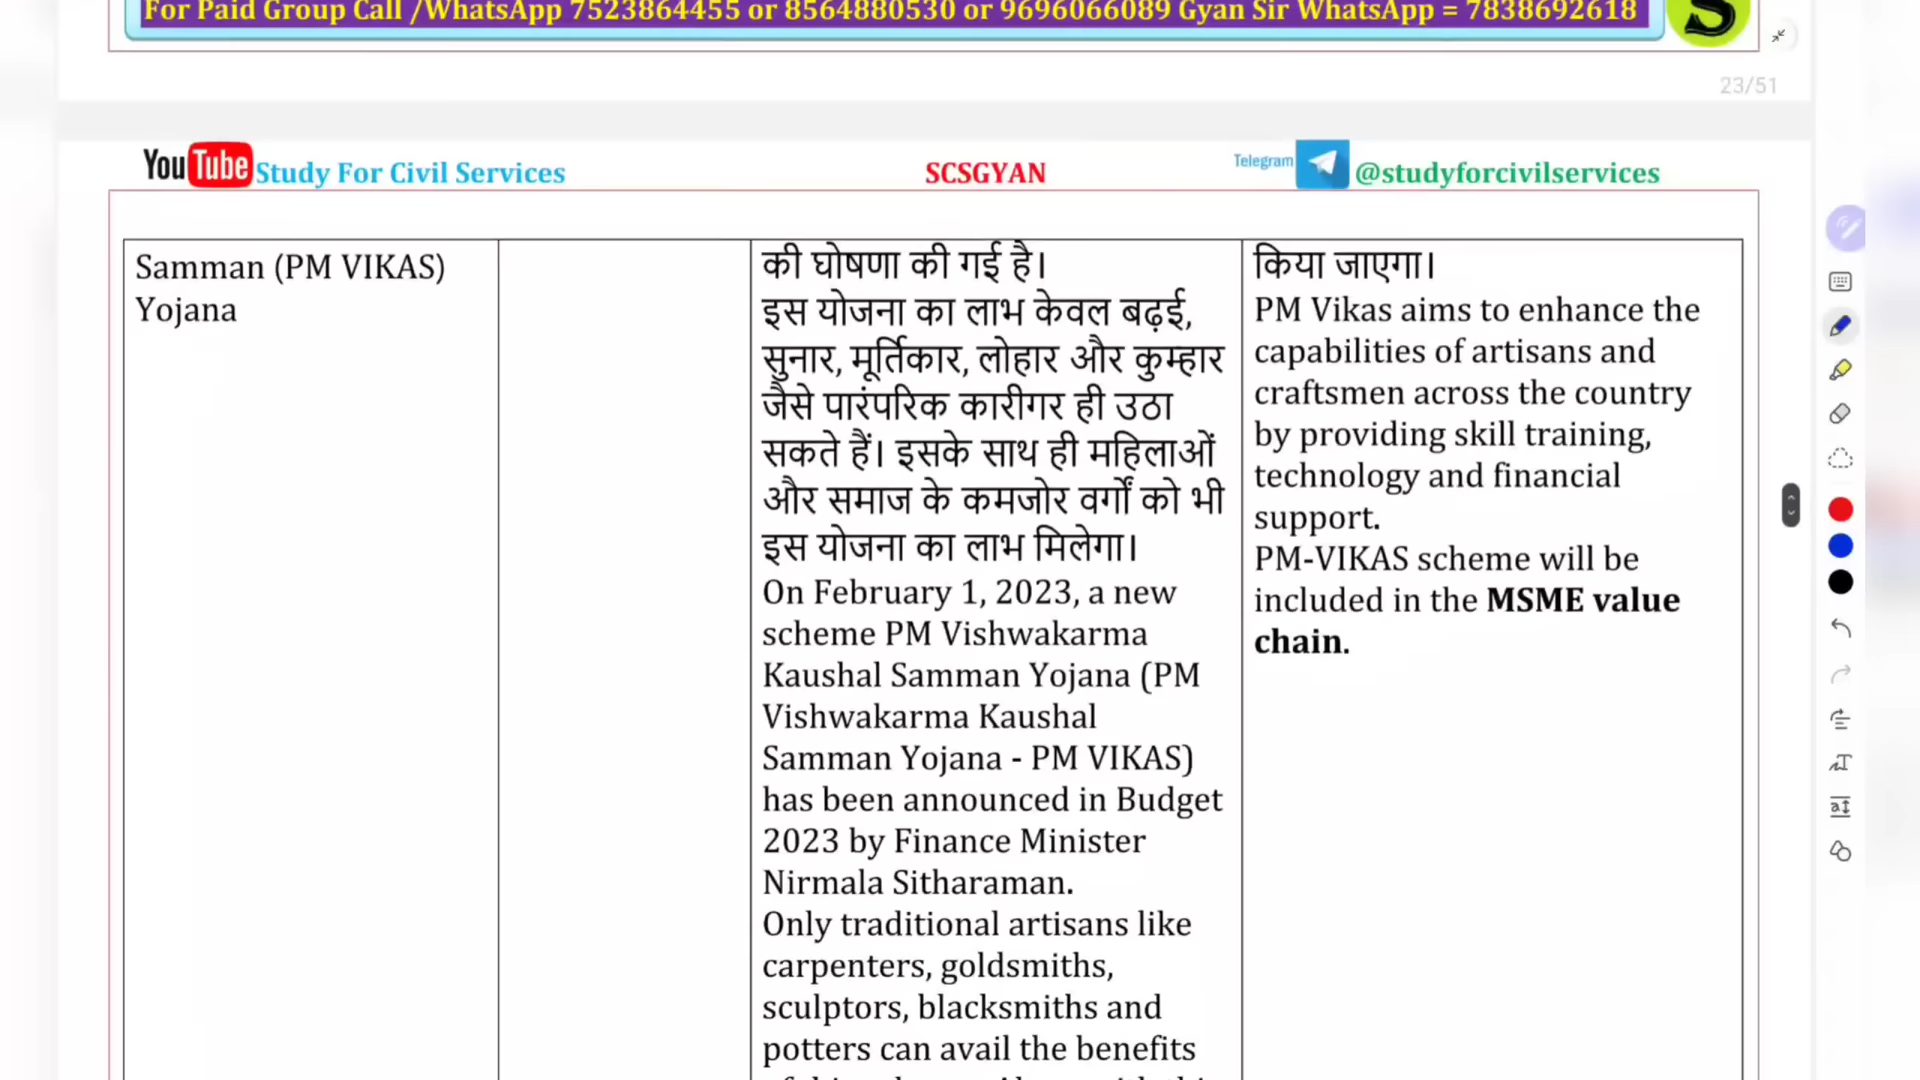 For Paid Group Call /WhatsApp 7523864455 or 8564880530 or 9696066089 Gyan Sir WhatsApp = 7838692618
S
23/51
YouTube Study For Civil Services
SCSGYAN
Telegram @studyforcivilservices
Samman (PM VIKAS)
Yojana
की घोषणा की गई है।
इस योजना का लाभ केवल बढ़ई,
सुनार, मूर्तिकार, लोहार और कुम्हार
जैसे पारंपरिक कारीगर ही उठा
सकते हैं। इसके साथ ही महिलाओं
और समाज के कमजोर वर्गों को भी
इस योजना का लाभ मिलेगा।
On February 1, 2023, a new
scheme PM Vishwakarma
Kaushal Samman Yojana (PM
Vishwakarma Kaushal
Samman Yojana - PM VIKAS)
has been announced in Budget
2023 by Finance Minister
Nirmala Sitharaman.
Only traditional artisans like
carpenters, goldsmiths,
sculptors, blacksmiths and
potters can avail the benefits
किया जाएगा।
PM Vikas aims to enhance the
capabilities of artisans and
craftsmen across the country
by providing skill training,
technology and financial
support.
PM-VIKAS scheme will be
included in the MSME value
chain.